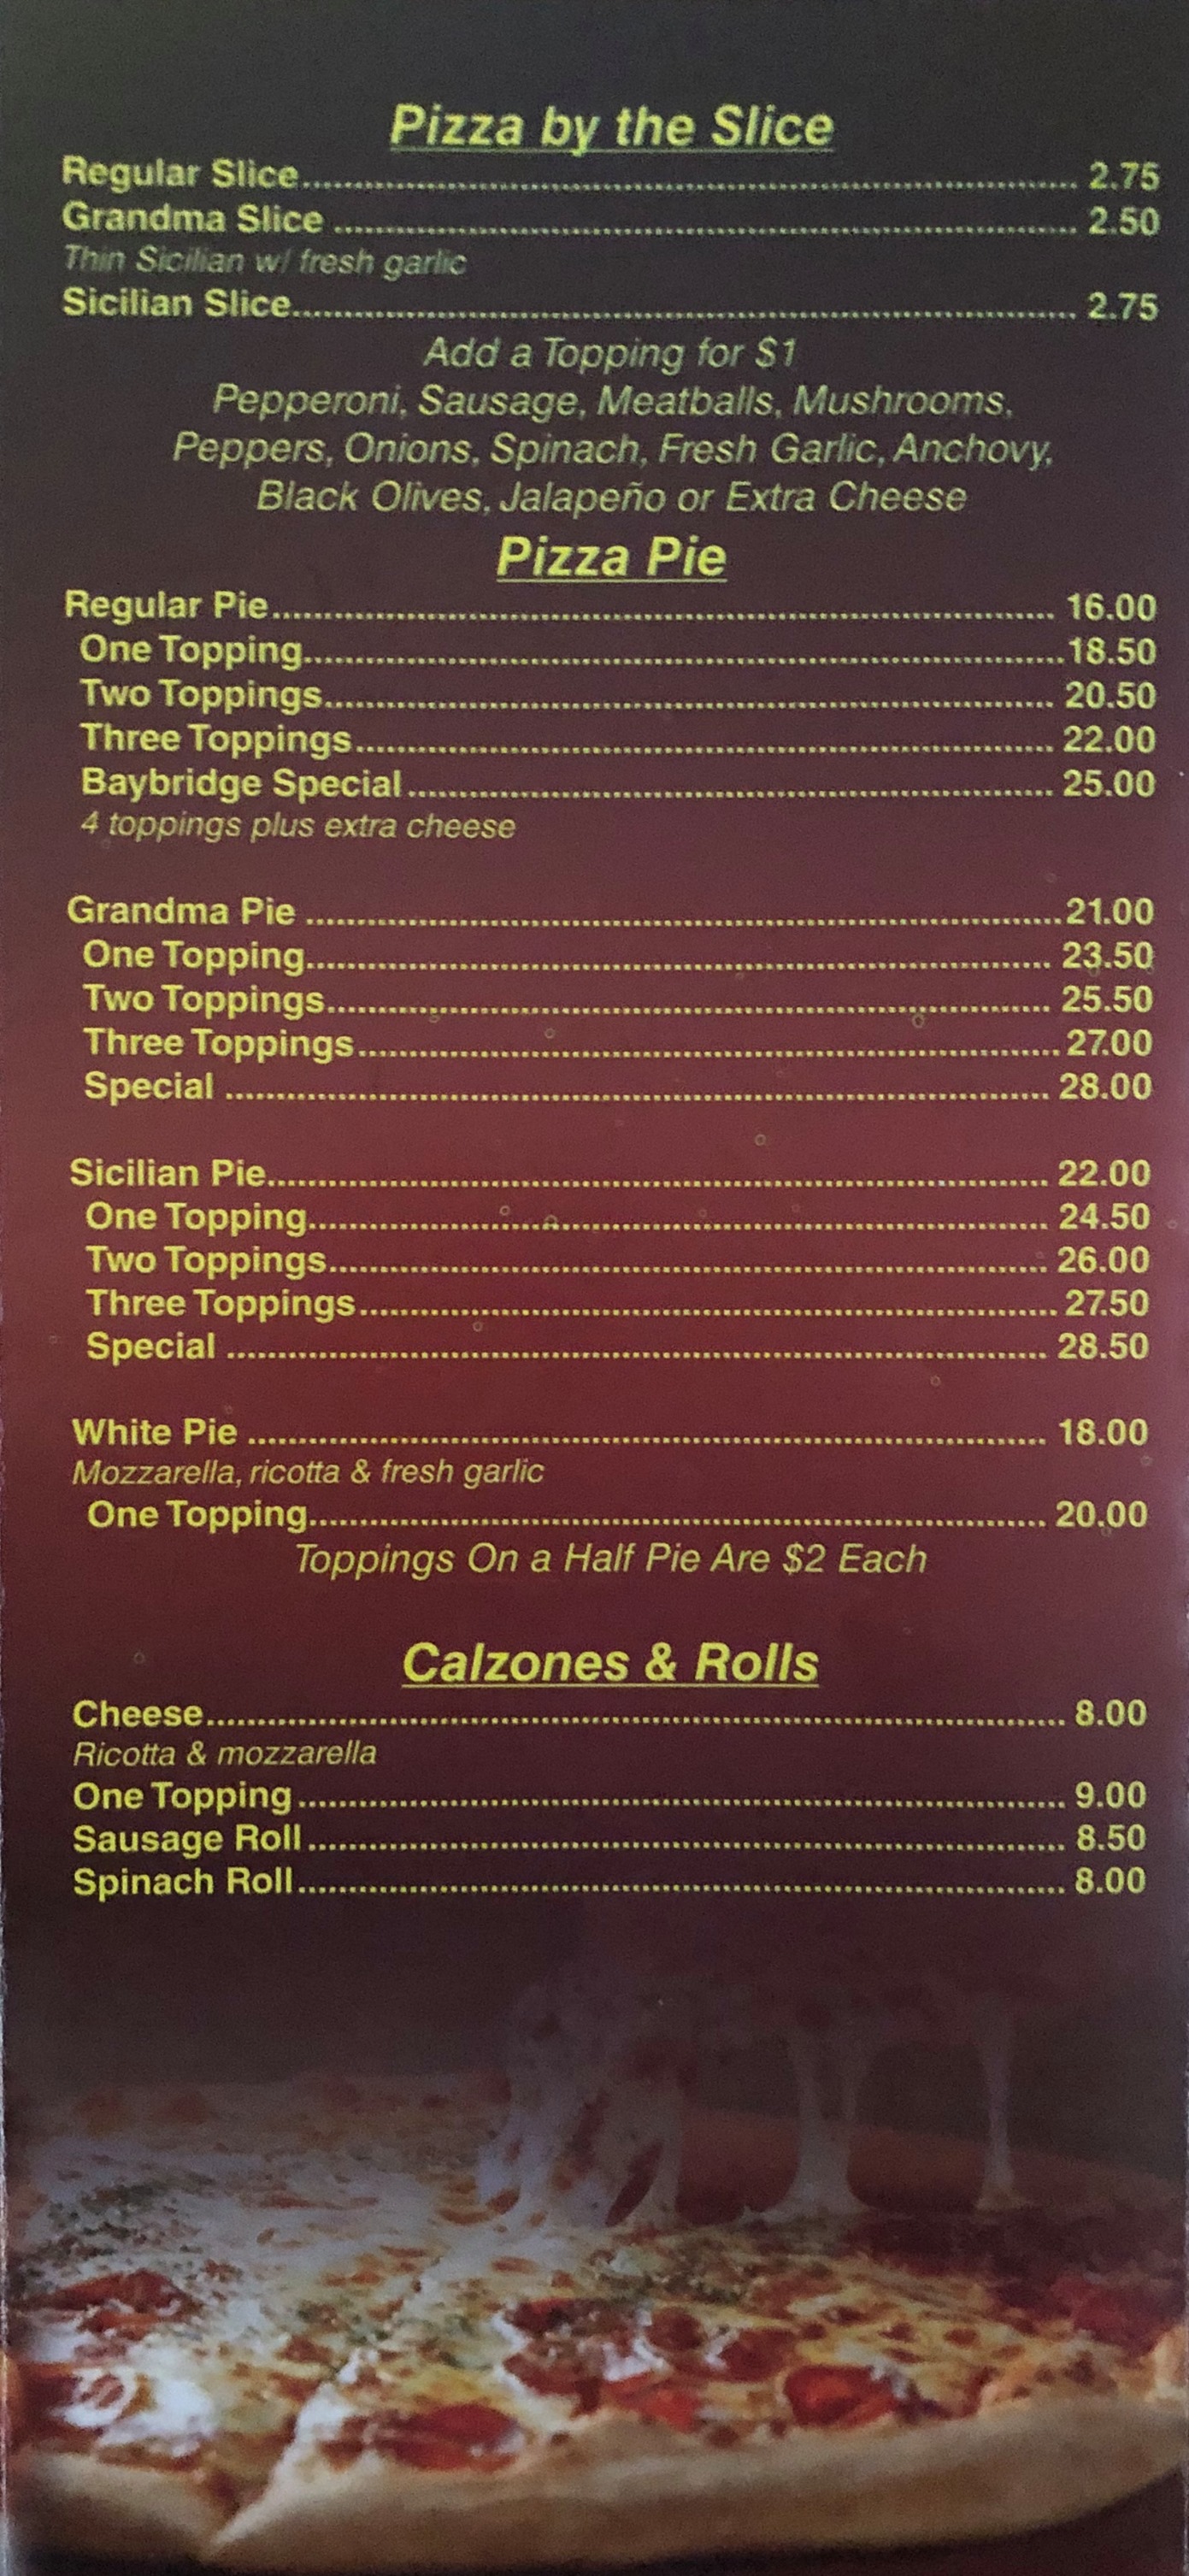 Pizza by the Slice
Regular Slice 2.75
Grandma Slice 2.50
Thin Sicilian w/ fresh garlic
Sicilian Slice 2.75
Add a Topping for $1
Pepperoni, Sausage, Meatballs, Mushrooms,
Peppers, Onions, Spinach, Fresh Garlic, Anchovy,
Black Olives, Jalapeño or Extra Cheese
Pizza Pie
Regular Pie 16.00
One Topping 18.50
Two Toppings 20.50
Three Toppings 22.00
Baybridge Special 25.00
4 toppings plus extra cheese
Grandma Pie 21.00
One Topping 23.50
Two Toppings 25.50
Three Toppings 27.00
Special 28.00
Sicilian Pie 22.00
One Topping 24.50
Two Toppings 26.00
Three Toppings 27.50
Special 28.50
White Pie 18.00
Mozzarella, ricotta & fresh garlic
One Topping 20.00
Toppings On a Half Pie Are $2 Each
Calzones & Rolls
Cheese 8.00
Ricotta & mozzarella
One Topping 9.00
Sausage Roll 8.50
Spinach Roll 8.00